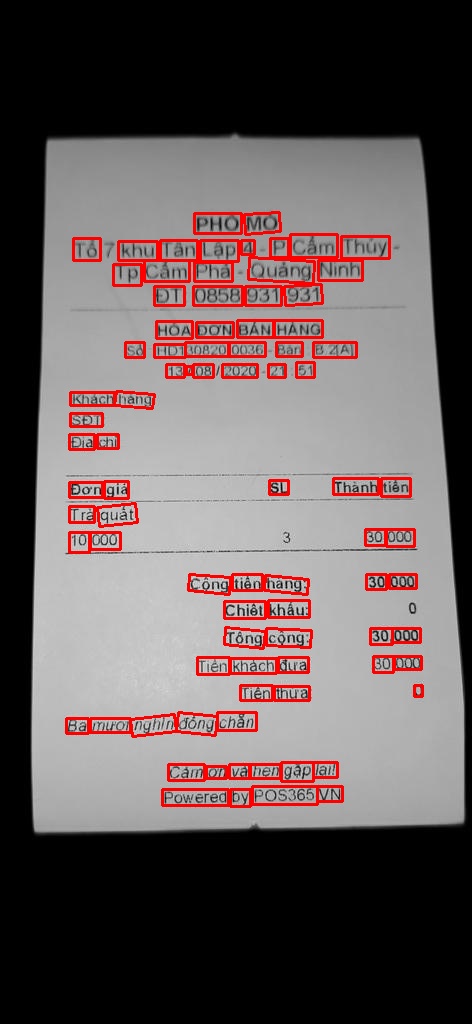 PHỐ MỎ
Tổ 7 khu Tân Lập 4 - P Cẩm Thủy -
Tp Cẩm Phả - Quảng Ninh
ĐT 0858 931 931
HÓA ĐƠN BÁN HÀNG
Số HD130820 0036 - Bàn B.2[A]
13/08/2020 - 21:51
Khách hàng
SĐT
Địa chỉ
Đơn giá SL Thành tiền
Trà quất
10,000 3 30,000
Cộng tiền hàng: 30,000
Chiết khấu: 0
Tổng cộng: 30,000
Tiền khách đưa 30,000
Tiền thừa 0
Ba mươi nghìn đồng chẵn
Cảm ơn và hẹn gặp lại!
Powered by POS365.VN